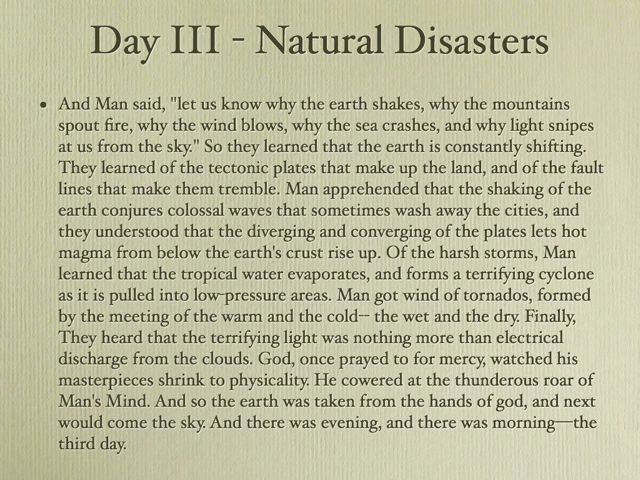 Day III - Natural Disasters
• And Man said, "let us know why the earth shakes, why the mountains
spout fire, why the wind blows, why the sea crashes, and why light snipes
at us from the sky." So they learned that the earth is constantly shifting.
They learned of the tectonic plates that make up the land, and of the fault
lines that make them tremble. Man apprehended that the shaking of the
earth conjures colossal waves that sometimes wash away the cities, and
they understood that the diverging and converging of the plates lets hot
magma from below the earth's crust rise up. Of the harsh storms, Man
learned that the tropical water evaporates, and forms a terrifying cyclone
as it is pulled into low-pressure areas. Man got wind of tornados, formed
by the meeting of the warm and the cold-- the wet and the dry. Finally,
They heard that the terrifying light was nothing more than electrical
discharge from the clouds. God, once prayed to for mercy, watched his
masterpieces shrink to physicality. He cowered at the thunderous roar of
Man's Mind. And so the earth was taken from the hands of god, and next
would come the sky. And there was evening, and there was morning—the
third day.